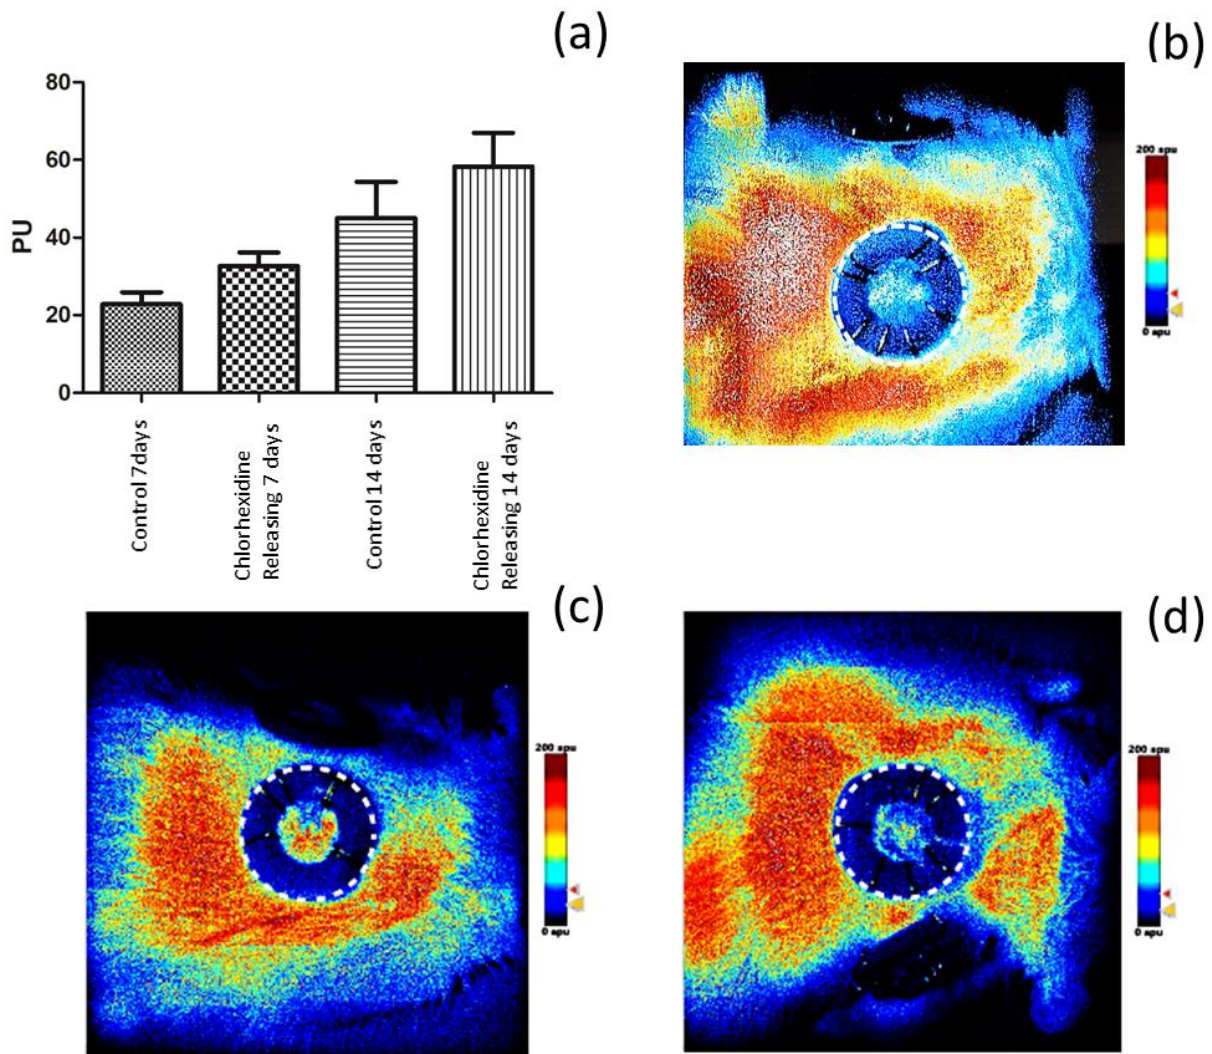 (a)
80
60
40
20
0
PU
Control 7days
Chlorhexidine
Releasing 7 days
Control 14 days
Chlorhexidine
Releasing 14 days
(b)
200 apu
0 apu
(c)
200 apu
0 apu
(d)
200 apu
0 apu